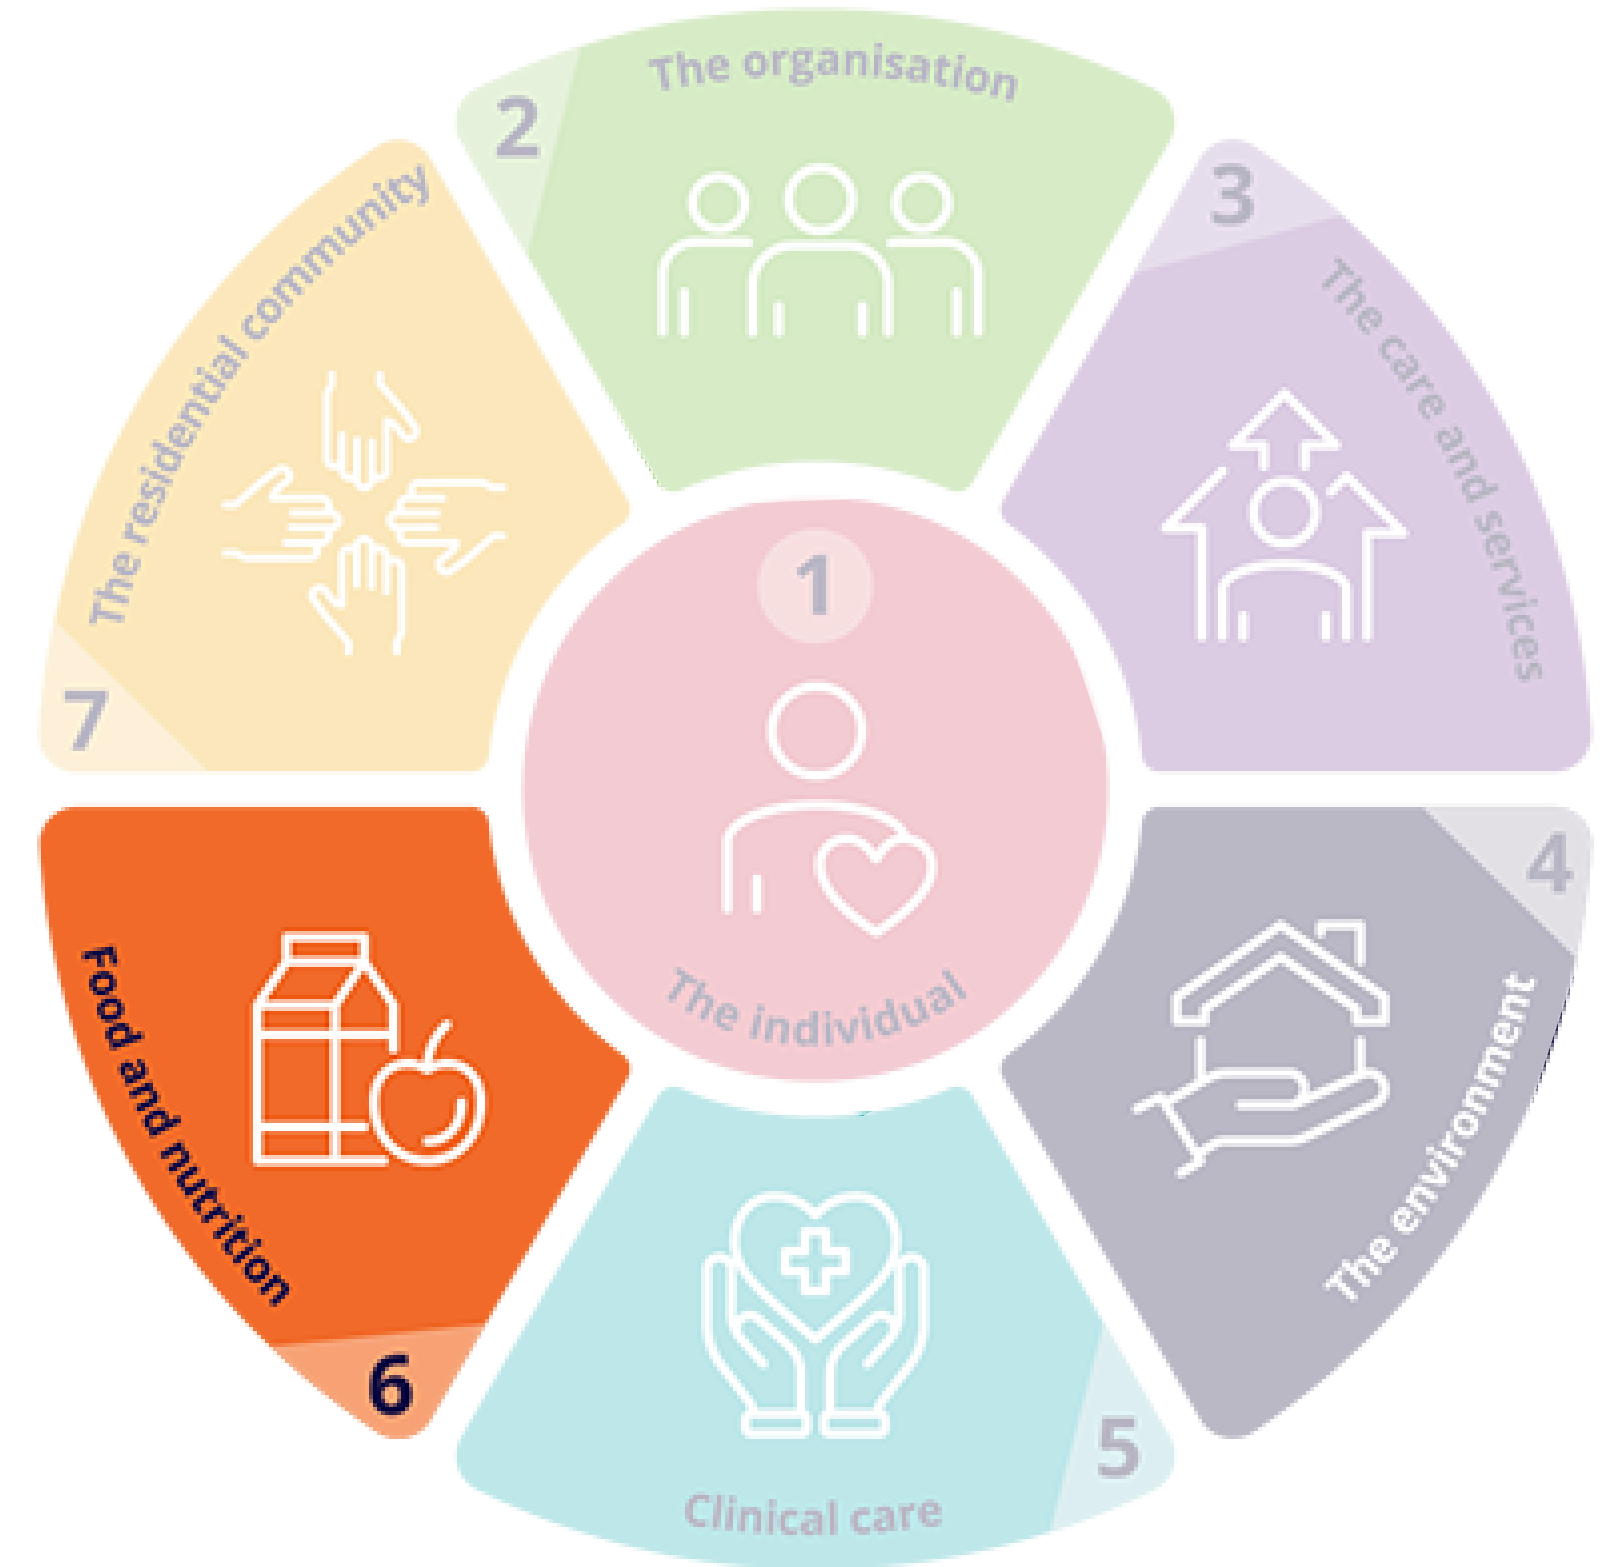 1
The individual
2
The organisation
3
The care and services
4
The environment
5
Clinical care
6
Food and nutrition
7
The residential community